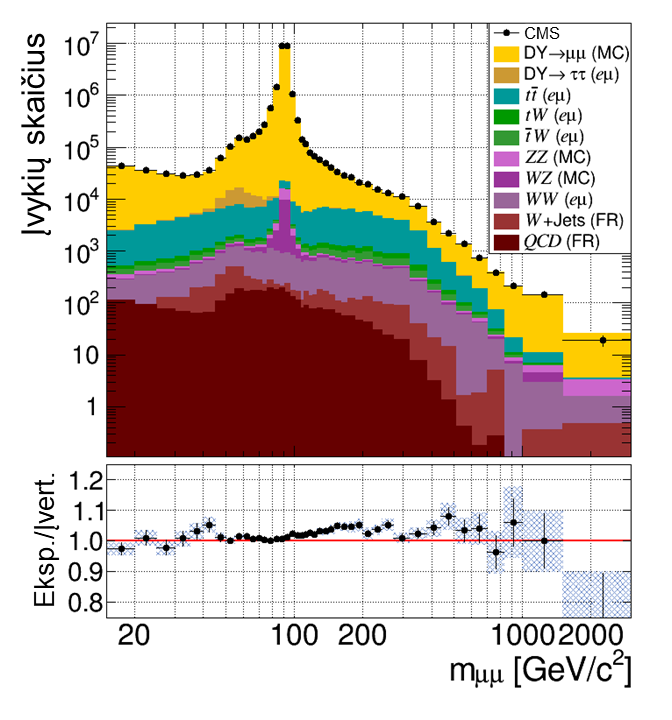 Įvykių skaičius
10⁷
10⁶
10⁵
10⁴
10³
10²
10
1
CMS
DY→μμ (MC)
DY→ ττ (eμ)
tt̄ (eμ)
tW (eμ)
t̄W (eμ)
ZZ (MC)
WZ (MC)
WW (eμ)
W+Jets (FR)
QCD (FR)
Eksp./Įvert.
1.2
1.1
1.0
0.9
0.8
20 100 200 1000 2000
mμμ [GeV/c²]